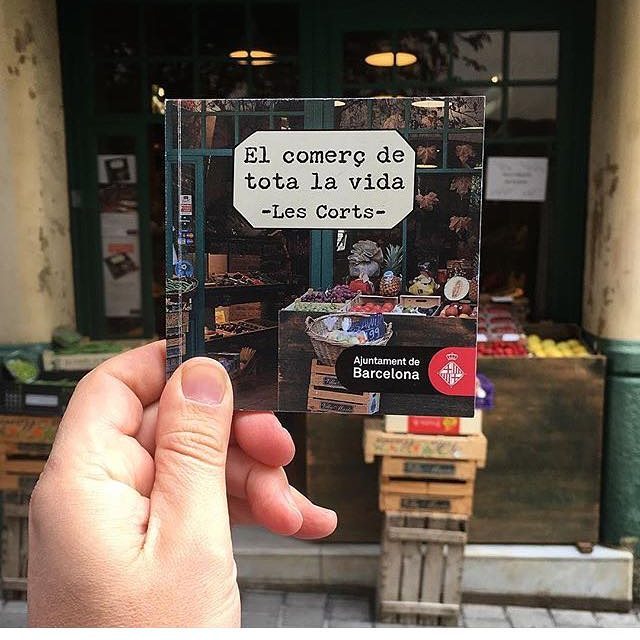 El comerç de
tota la vida
-Les Corts-
Ajuntament de
Barcelona